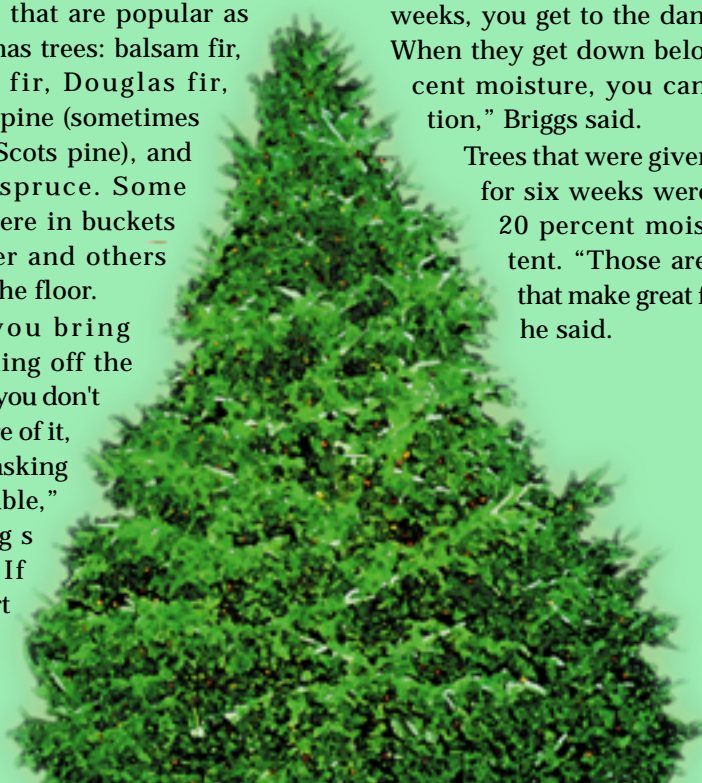 that are popular as
nas trees: balsam fir,
fir, Douglas fir,
pine (sometimes
Scots pine), and
spruce. Some
ere in buckets
er and others
he floor.
you bring
ing off the
you don't
e of it,
asking
ble,”
g s
If
rt
weeks, you get to the dan
When they get down belo
cent moisture, you can
tion,” Briggs said.
Trees that were given
for six weeks were
20 percent mois
tent. “Those are
that make great f
he said.